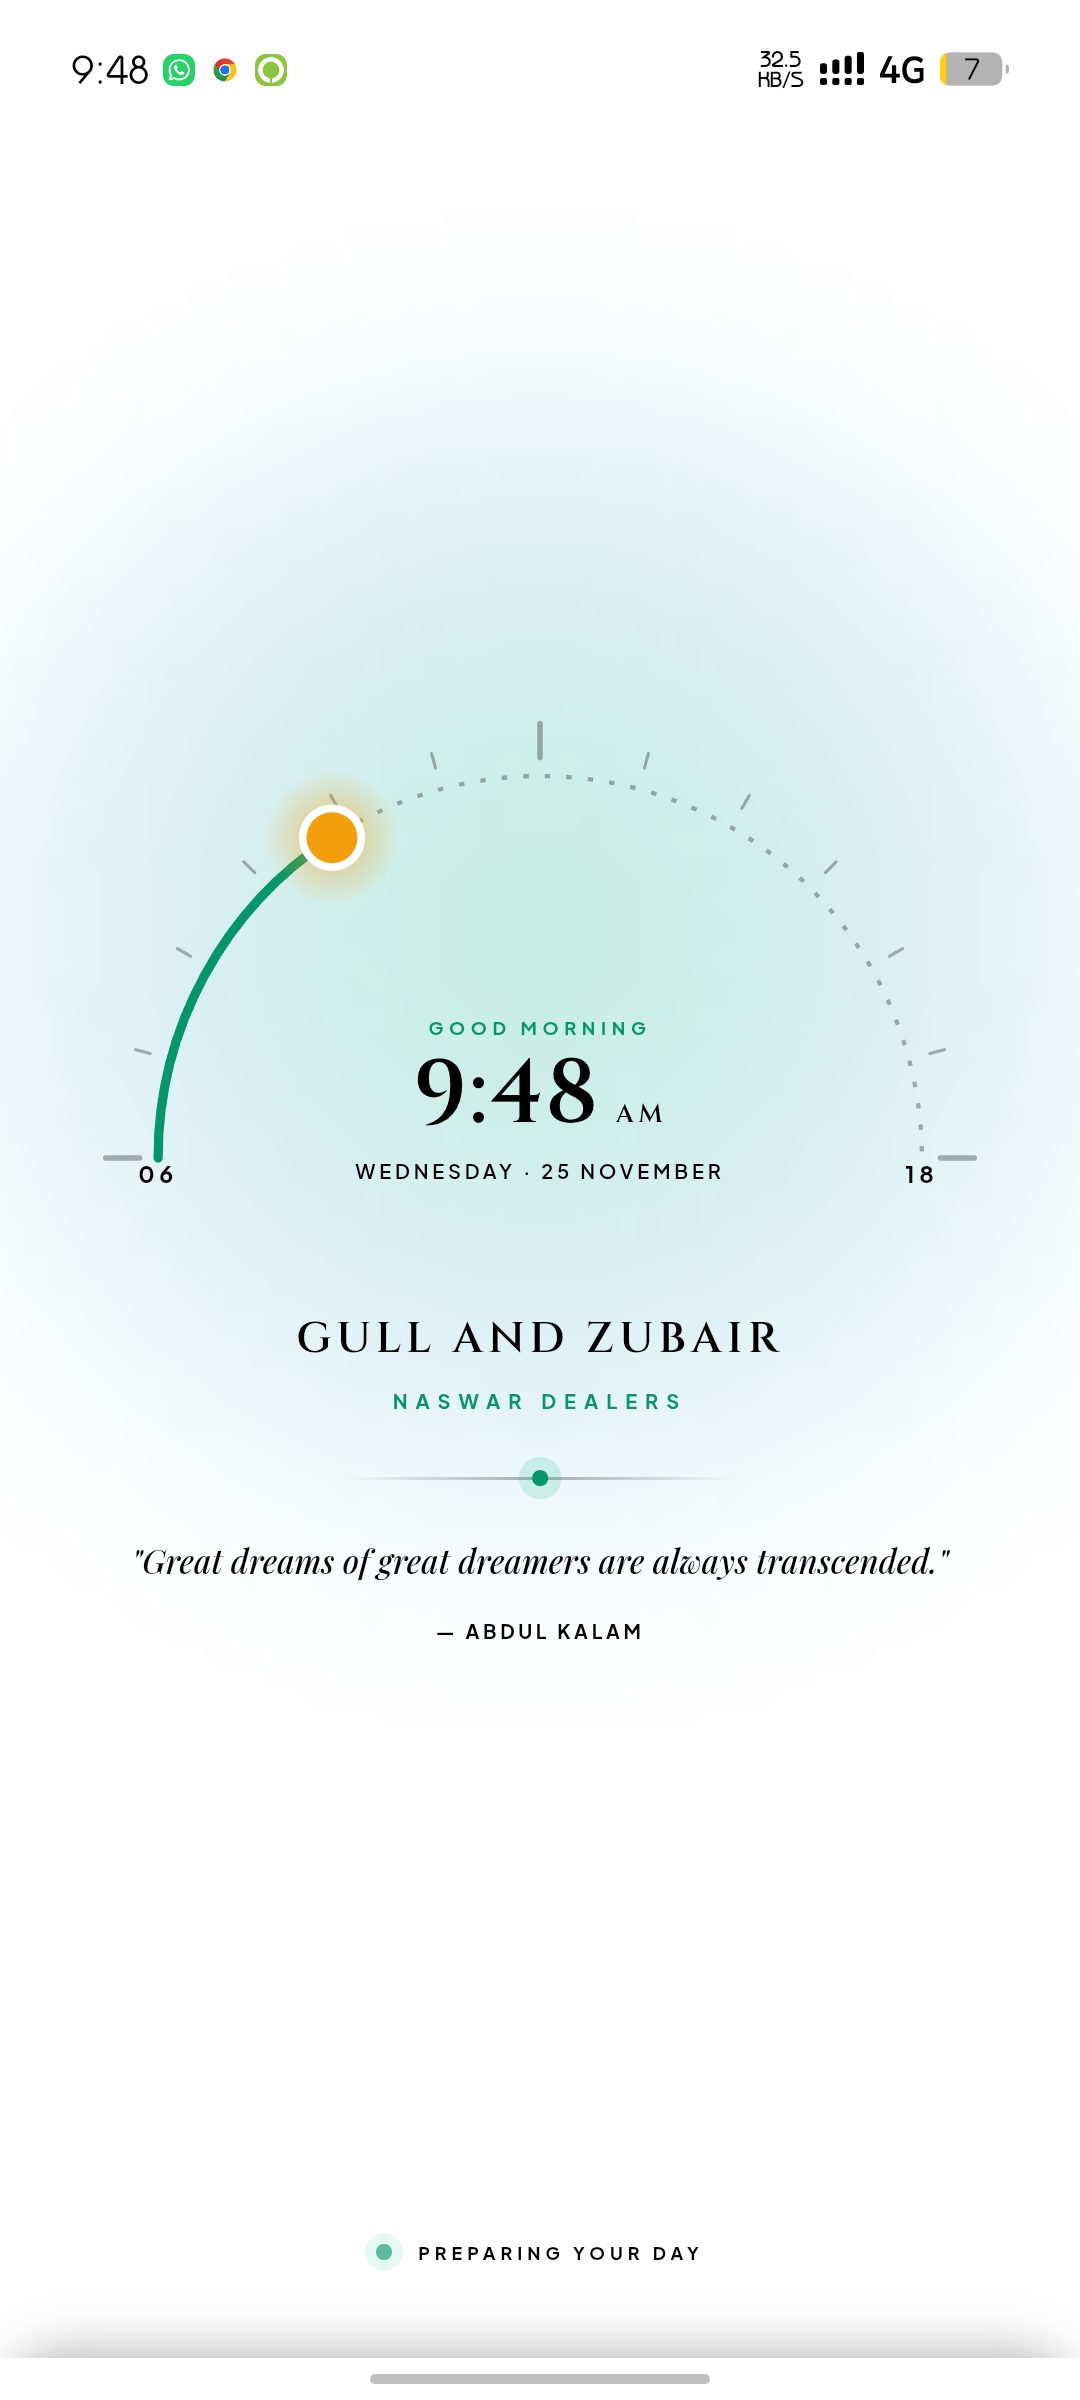 9:48
32.5
KB/S
4G
7
GOOD MORNING
9:48 AM
WEDNESDAY · 25 NOVEMBER
06
18
GULL AND ZUBAIR
NASWAR DEALERS
"Great dreams of great dreamers are always transcended."
— ABDUL KALAM
PREPARING YOUR DAY